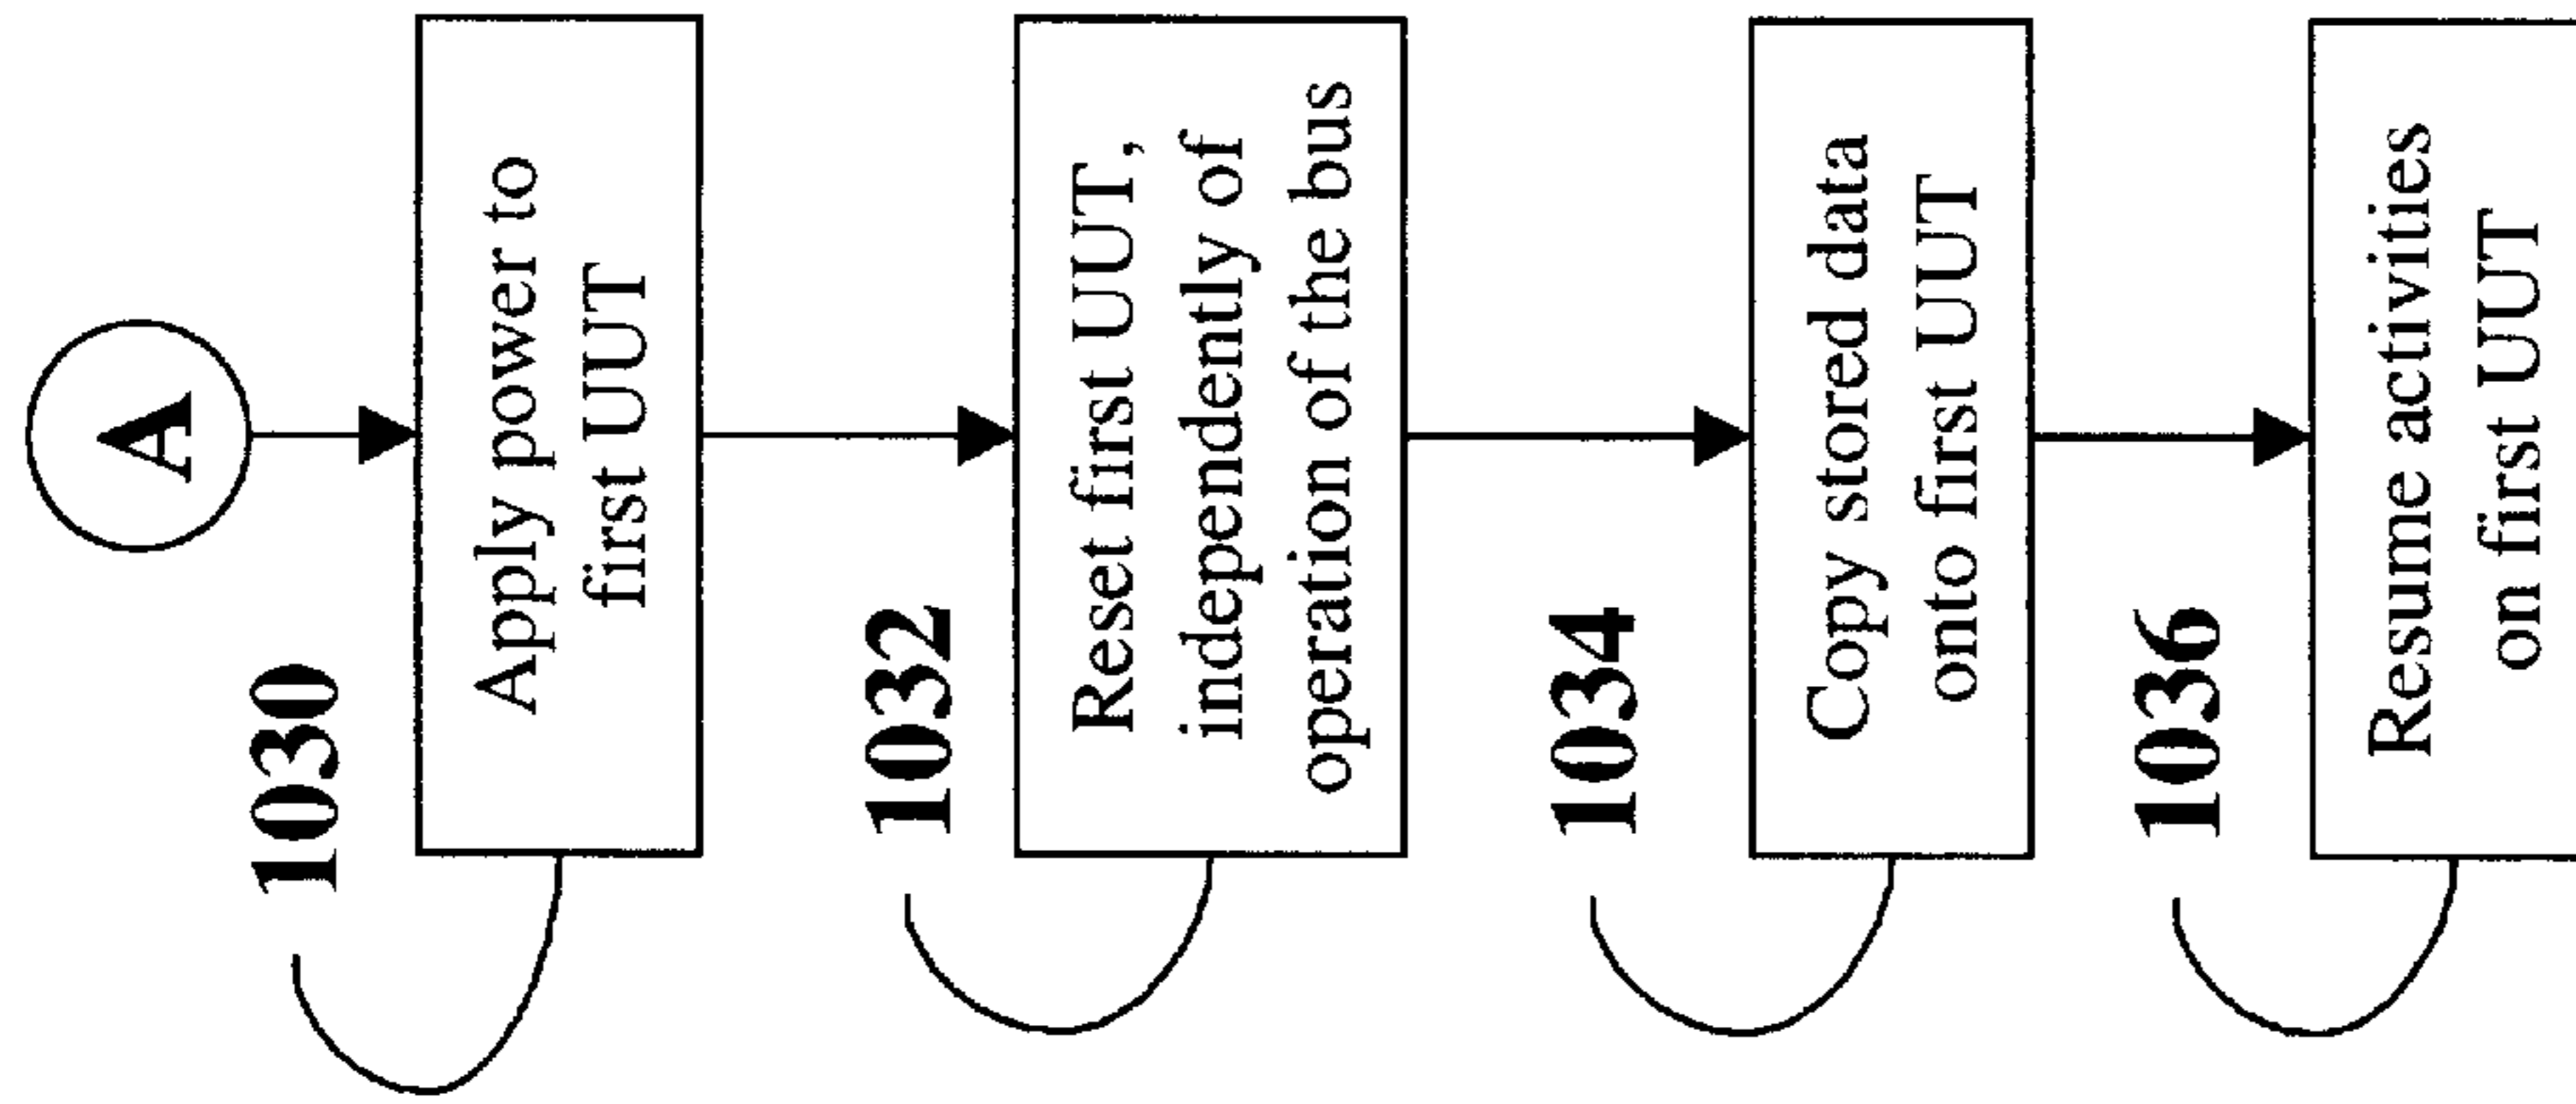 A
1030
Apply power to
first UUT
1032
Reset first UUT,
independently of
operation of the bus
1034
Copy stored data
onto first UUT
1036
Resume activities
on first UUT